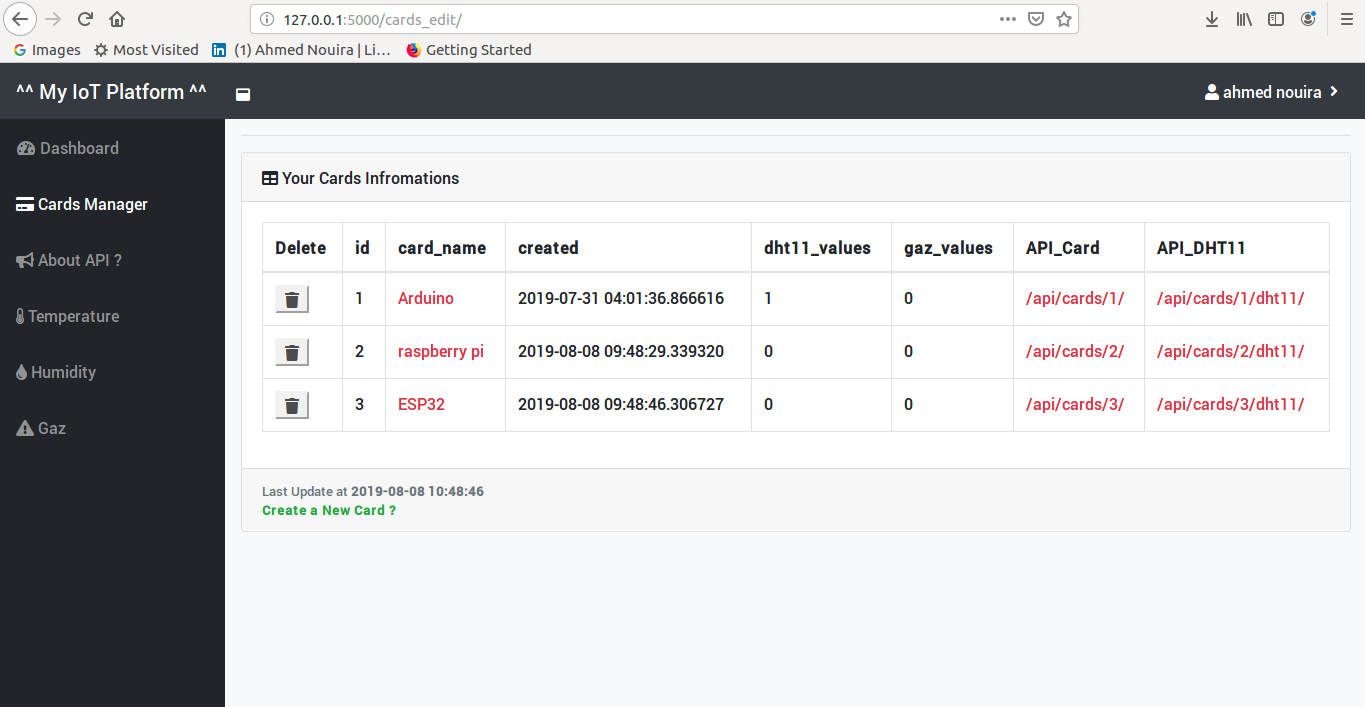 127.0.0.1:5000/cards_edit/
Images Most Visited (1) Ahmed Nouira | Li… Getting Started
^^ My IoT Platform ^^ ahmed nouira
Dashboard
Cards Manager
About API ?
Temperature
Humidity
Gaz
Your Cards Infromations
Delete id card_name created dht11_values gaz_values API_Card API_DHT11
1 Arduino 2019-07-31 04:01:36.866616 1 0 /api/cards/1/ /api/cards/1/dht11/
2 raspberry pi 2019-08-08 09:48:29.339320 0 0 /api/cards/2/ /api/cards/2/dht11/
3 ESP32 2019-08-08 09:48:46.306727 0 0 /api/cards/3/ /api/cards/3/dht11/
Last Update at 2019-08-08 10:48:46
Create a New Card ?